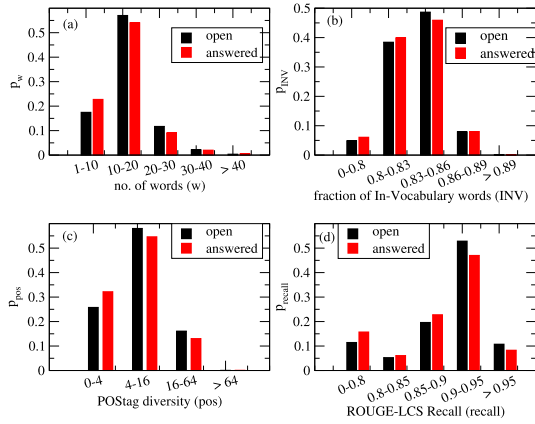 (a)
open
answered
p_w
0.5
0.4
0.3
0.2
0.1
0
1-10
10-20
20-30
30-40
> 40
no. of words (w)
(b)
open
answered
p_INV
0.5
0.4
0.3
0.2
0.1
0
0-0.8
0.8-0.83
0.83-0.86
0.86-0.89
> 0.89
fraction of In-Vocabulary words (INV)
(c)
open
answered
p_pos
0.5
0.4
0.3
0.2
0.1
0
0-4
4-16
16-64
> 64
POStag diversity (pos)
(d)
open
answered
p_recall
0.5
0.4
0.3
0.2
0.1
0
0-0.8
0.8-0.85
0.85-0.9
0.9-0.95
> 0.95
ROUGE-LCS Recall (recall)